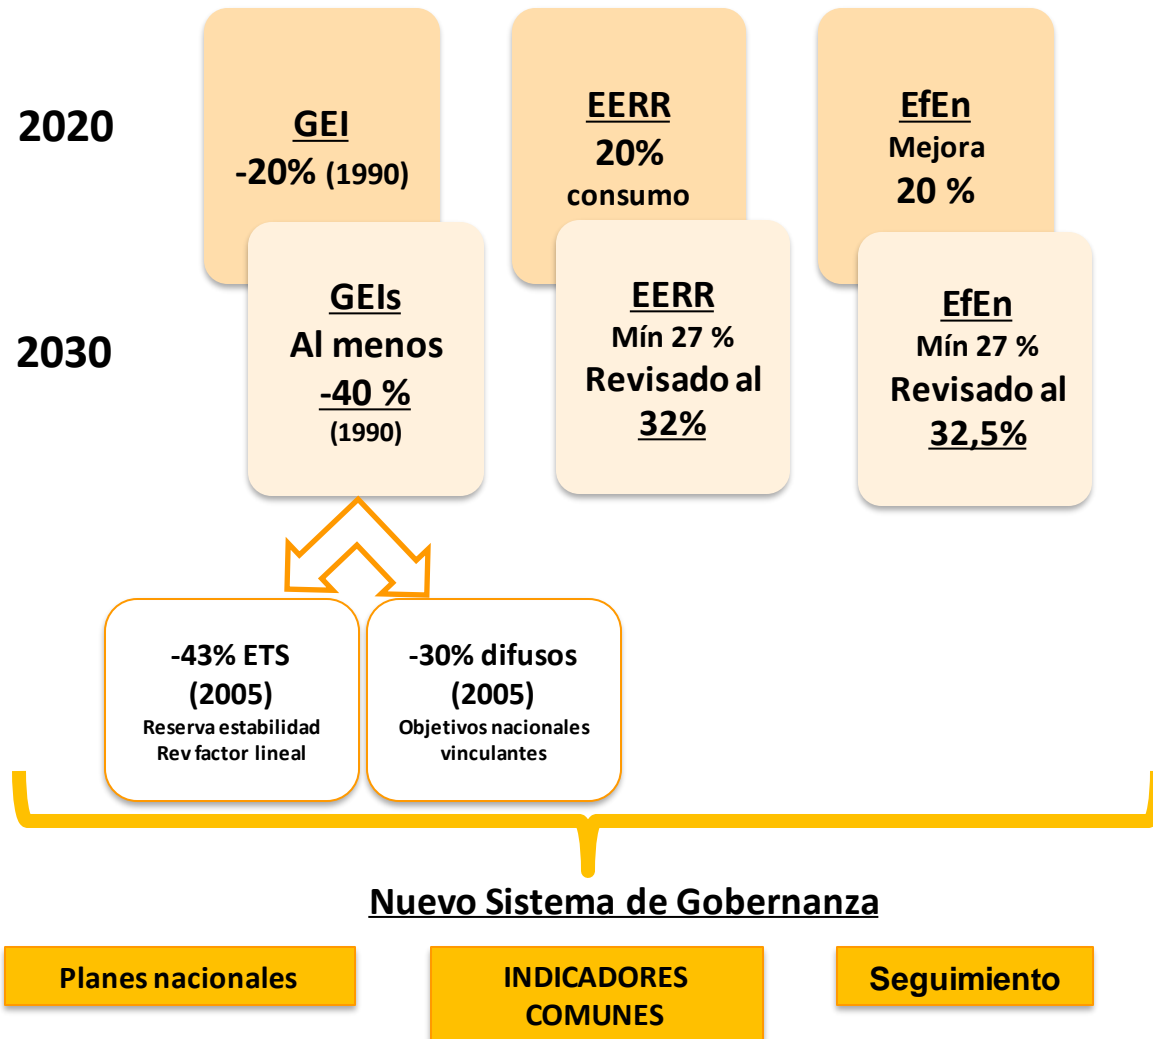 2020
GEI
-20% (1990)
EERR
20%
consumo
EfEn
Mejora
20 %
2030
GEIs
Al menos
-40 %
(1990)
EERR
Mín 27 %
Revisado al
32%
EfEn
Mín 27 %
Revisado al
32,5%
-43% ETS
(2005)
Reserva estabilidad
Rev factor lineal
-30% difusos
(2005)
Objetivos nacionales
vinculantes
Nuevo Sistema de Gobernanza
Planes nacionales
INDICADORES
COMUNES
Seguimiento